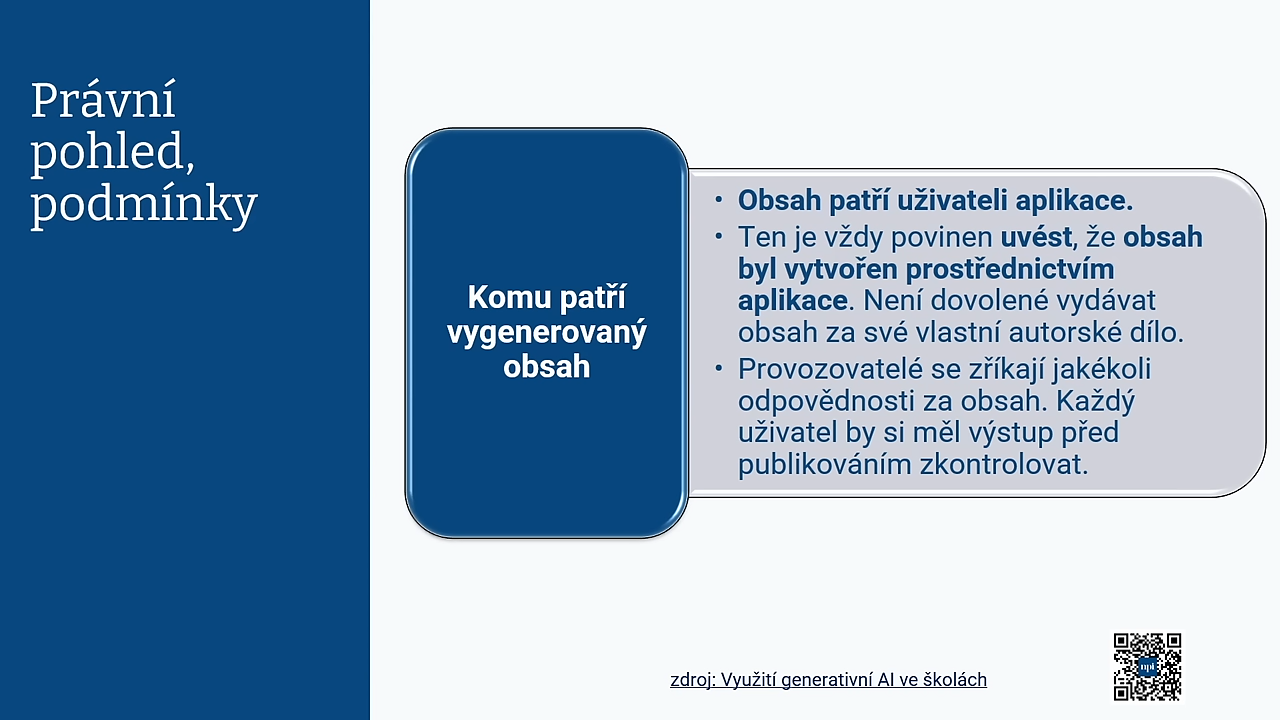 Právní
pohled,
podmínky
Komu patří
vygenerovaný
obsah
• Obsah patří uživateli aplikace.
• Ten je vždy povinen uvést, že obsah
byl vytvořen prostřednictvím
aplikace. Není dovolené vydávat
obsah za své vlastní autorské dílo.
• Provozovatelé se zříkají jakékoli
odpovědnosti za obsah. Každý
uživatel by si měl výstup před
publikováním zkontrolovat.
zdroj: Využití generativní AI ve školách
npi